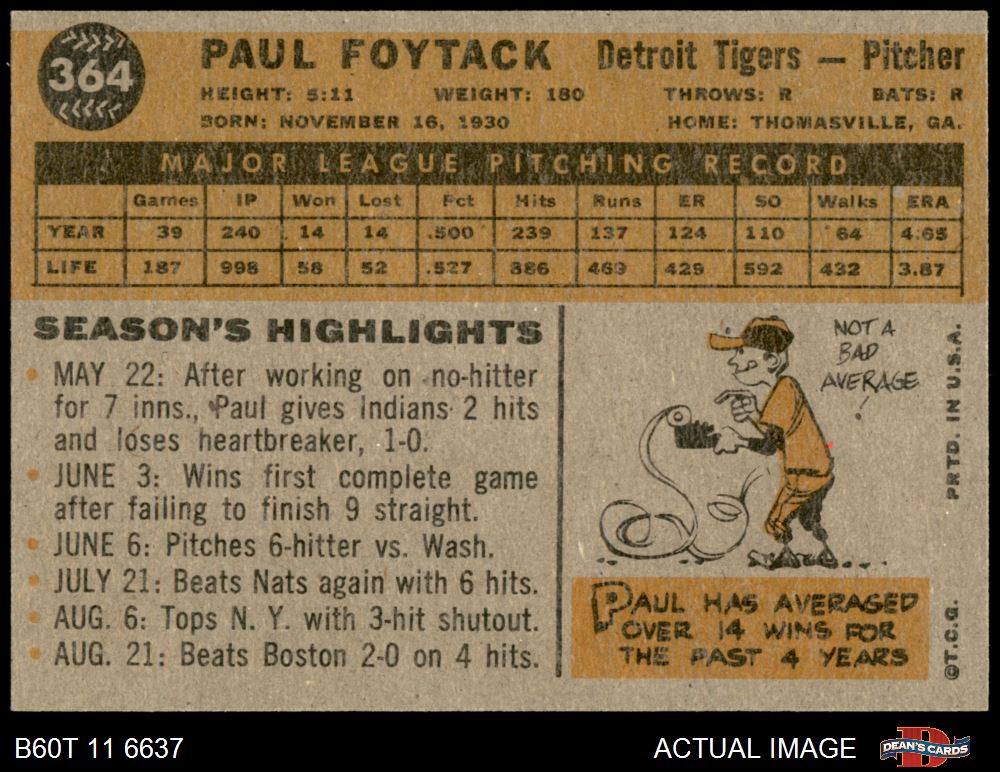 364
PAUL FOYTACK Detroit Tigers — Pitcher
HEIGHT: 5:11 WEIGHT: 180 THROWS: R BATS: R
BORN: NOVEMBER 16, 1930 HOME: THOMASVILLE, GA.
MAJOR LEAGUE PITCHING RECORD
Games IP Won Lost Pct Hits Runs ER SO Walks ERA
YEAR 39 240 14 14 .500 239 137 124 110 64 4.65
LIFE 187 998 58 52 .527 886 469 429 592 432 3.87
SEASON'S HIGHLIGHTS
• MAY 22: After working on no-hitter
for 7 inns., Paul gives Indians 2 hits
and loses heartbreaker, 1-0.
• JUNE 3: Wins first complete game
after failing to finish 9 straight.
• JUNE 6: Pitches 6-hitter vs. Wash.
• JULY 21: Beats Nats again with 6 hits.
• AUG. 6: Tops N. Y. with 3-hit shutout.
• AUG. 21: Beats Boston 2-0 on 4 hits.
NOT A
BAD
AVERAGE
!
PAUL HAS AVERAGED
OVER 14 WINS FOR
THE PAST 4 YEARS
©T.C.G. PRTD. IN U.S.A.
B60T 11 6637 ACTUAL IMAGE DEAN'S CARDS